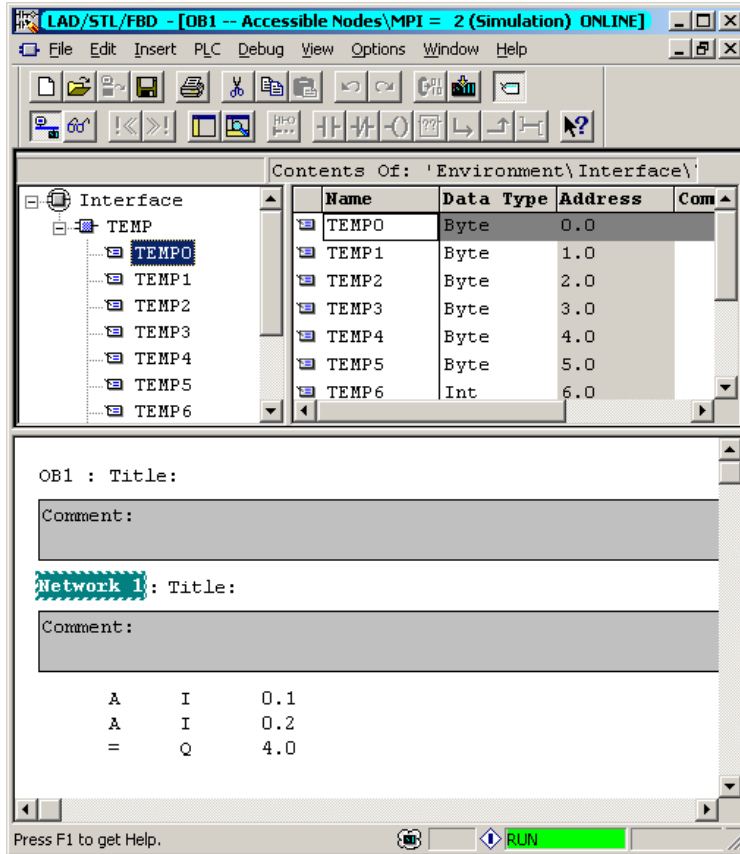 LAD/STL/FBD - [OB1 -- Accessible Nodes\MPI = 2 (Simulation) ONLINE]
File Edit Insert PLC Debug View Options Window Help
Contents Of: 'Environment\Interface\'
Interface
TEMP
TEMP0
TEMP1
TEMP2
TEMP3
TEMP4
TEMP5
TEMP6
Name Data Type Address Com
TEMP0 Byte 0.0
TEMP1 Byte 1.0
TEMP2 Byte 2.0
TEMP3 Byte 3.0
TEMP4 Byte 4.0
TEMP5 Byte 5.0
TEMP6 Int 6.0
OB1 : Title:
Comment:
Network 1: Title:
Comment:
A I 0.1
A I 0.2
= Q 4.0
Press F1 to get Help.
RUN